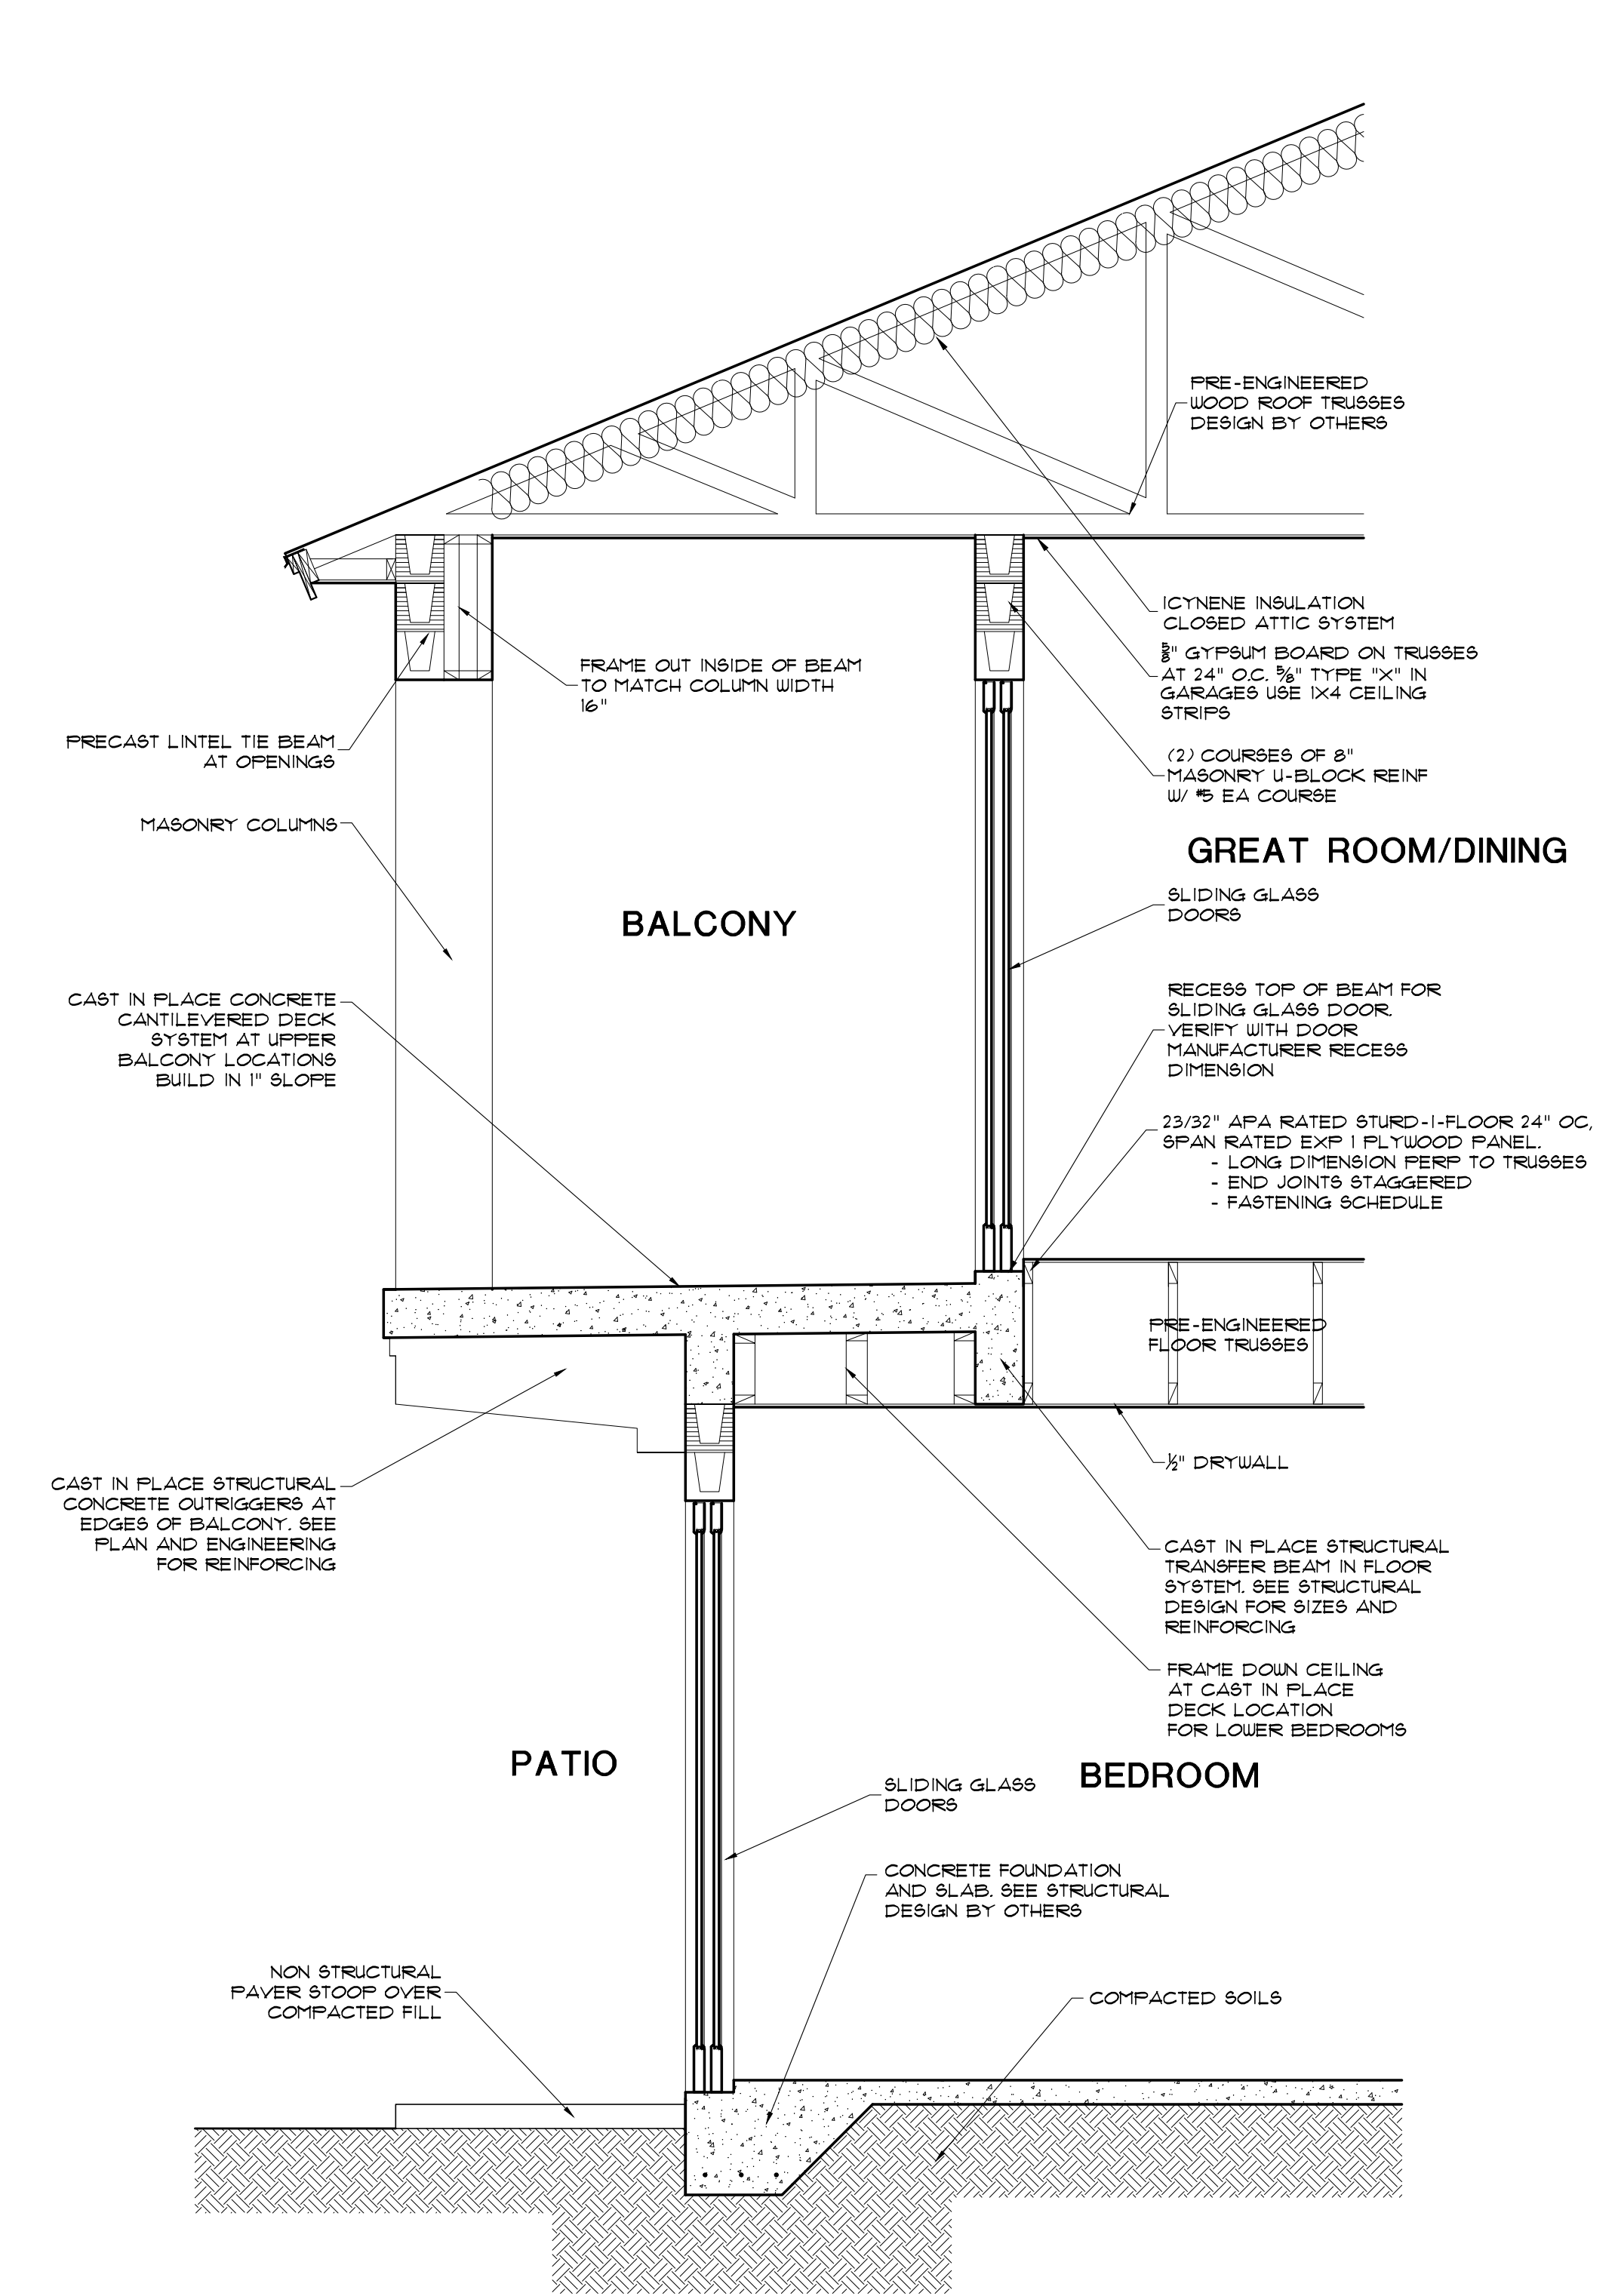 PRE-ENGINEERED
WOOD ROOF TRUSSES
DESIGN BY OTHERS
ICYNENE INSULATION
CLOSED ATTIC SYSTEM
⅝" GYPSUM BOARD ON TRUSSES
AT 24" O.C. ⅝" TYPE "X" IN
GARAGES USE 1X4 CEILING
STRIPS
FRAME OUT INSIDE OF BEAM
TO MATCH COLUMN WIDTH
16"
PRECAST LINTEL TIE BEAM
AT OPENINGS
(2) COURSES OF 8"
MASONRY U-BLOCK REINF
W/ #5 EA COURSE
MASONRY COLUMNS
GREAT ROOM/DINING
SLIDING GLASS
DOORS
BALCONY
CAST IN PLACE CONCRETE
CANTILEVERED DECK
SYSTEM AT UPPER
BALCONY LOCATIONS
BUILD IN 1" SLOPE
RECESS TOP OF BEAM FOR
SLIDING GLASS DOOR.
VERIFY WITH DOOR
MANUFACTURER RECESS
DIMENSION
23/32" APA RATED STURD-I-FLOOR 24" OC,
SPAN RATED EXP 1 PLYWOOD PANEL.
- LONG DIMENSION PERP TO TRUSSES
- END JOINTS STAGGERED
- FASTENING SCHEDULE
PRE-ENGINEERED
FLOOR TRUSSES
½" DRYWALL
CAST IN PLACE STRUCTURAL
CONCRETE OUTRIGGERS AT
EDGES OF BALCONY. SEE
PLAN AND ENGINEERING
FOR REINFORCING
CAST IN PLACE STRUCTURAL
TRANSFER BEAM IN FLOOR
SYSTEM. SEE STRUCTURAL
DESIGN FOR SIZES AND
REINFORCING
FRAME DOWN CEILING
AT CAST IN PLACE
DECK LOCATION
FOR LOWER BEDROOMS
PATIO
BEDROOM
SLIDING GLASS
DOORS
CONCRETE FOUNDATION
AND SLAB. SEE STRUCTURAL
DESIGN BY OTHERS
NON STRUCTURAL
PAVER STOOP OVER
COMPACTED FILL
COMPACTED SOILS